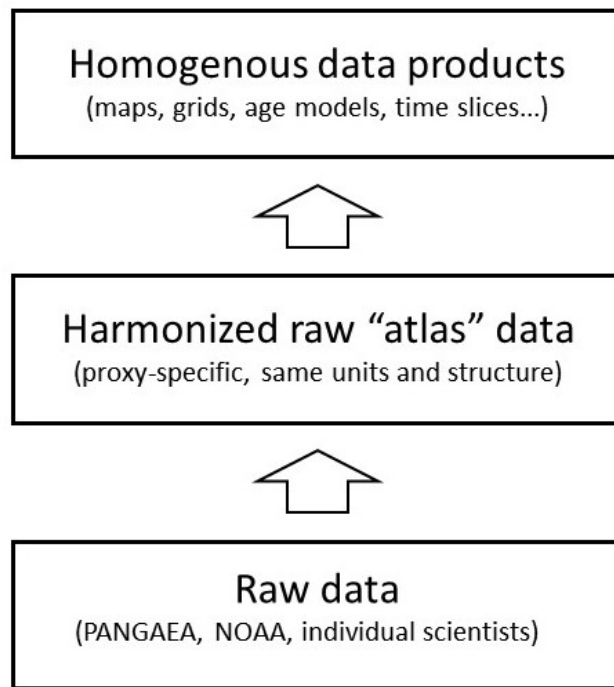 Homogenous data products
(maps, grids, age models, time slices...)
Harmonized raw “atlas” data
(proxy-specific, same units and structure)
Raw data
(PANGAEA, NOAA, individual scientists)